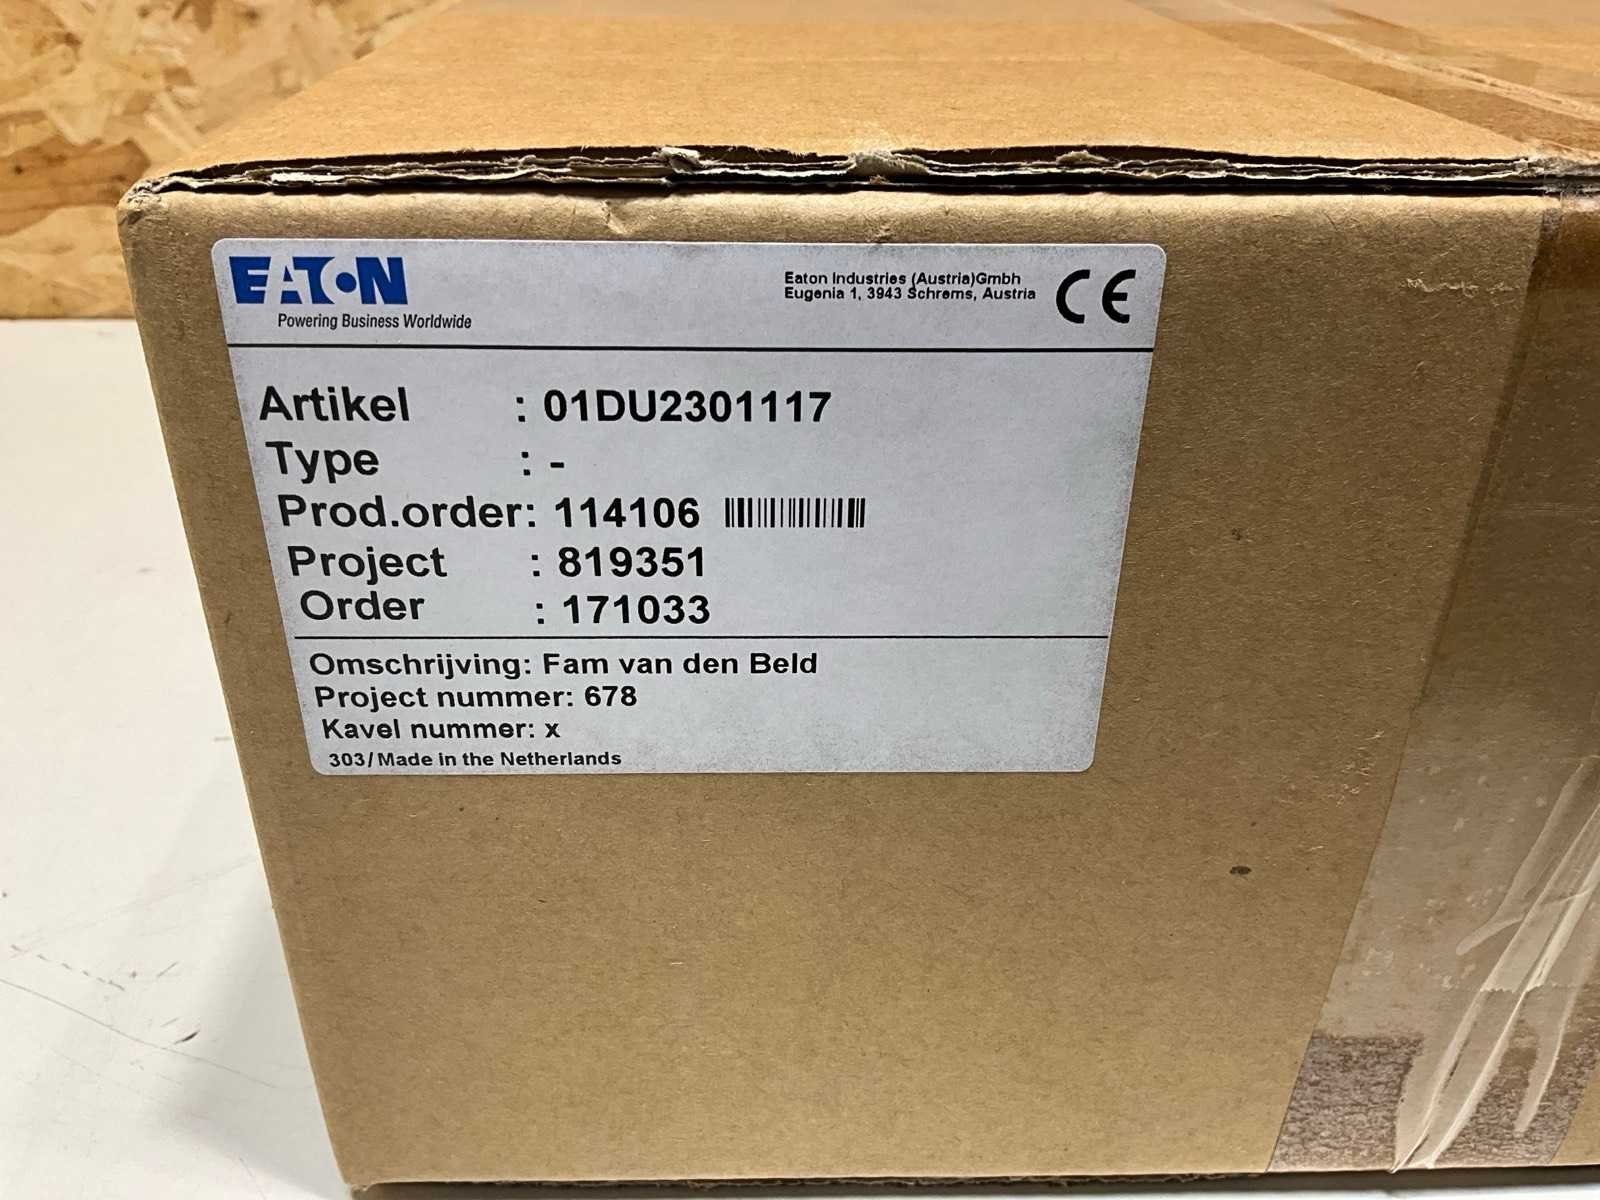 EATON
Powering Business Worldwide
Eaton Industries (Austria)Gmbh
Eugenia 1, 3943 Schrems, Austria
CE
Artikel : 01DU2301117
Type : -
Prod.order: 114106
Project : 819351
Order : 171033
Omschrijving: Fam van den Beld
Project nummer: 678
Kavel nummer: x
303/Made in the Netherlands